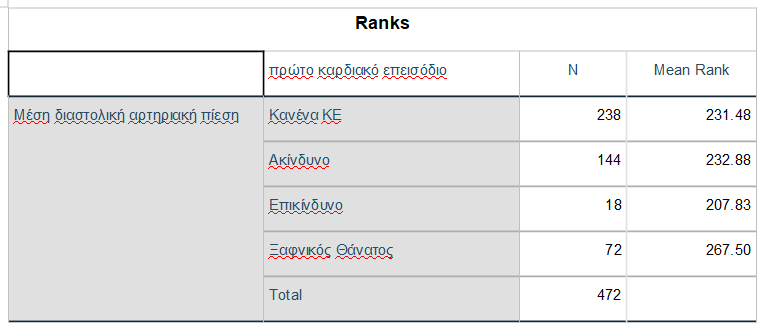 Ranks
πρώτο καρδιακό επεισόδιο N Mean Rank
Μέση διαστολική αρτηριακή πίεση Κανένα ΚΕ 238 231.48
Ακίνδυνο 144 232.88
Επικίνδυνο 18 207.83
Ξαφνικός Θάνατος 72 267.50
Total 472